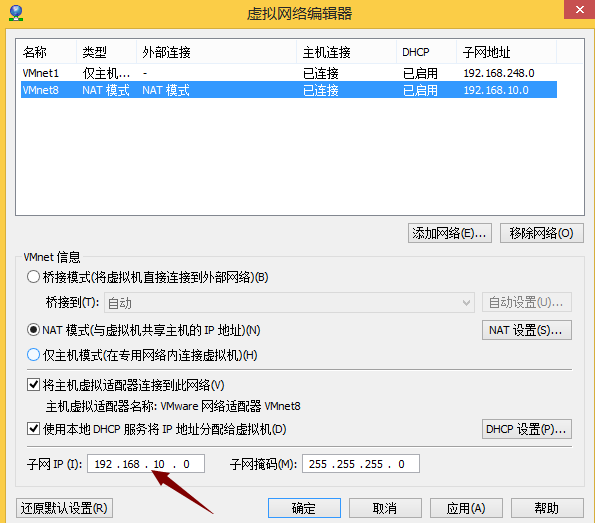 虚拟网络编辑器
名称 类型 外部连接 主机连接 DHCP 子网地址
VMnet1 仅主机... - 已连接 已启用 192.168.248.0
VMnet8 NAT 模式 NAT 模式 已连接 已启用 192.168.10.0
添加网络(E)... 移除网络(O)
VMnet 信息
桥接模式(将虚拟机直接连接到外部网络)(B)
桥接到(T): 自动 自动设置(U)...
NAT 模式(与虚拟机共享主机的 IP 地址)(N) NAT 设置(S)...
仅主机模式(在专用网络内连接虚拟机)(H)
将主机虚拟适配器连接到此网络(V)
主机虚拟适配器名称: VMware 网络适配器 VMnet8
使用本地 DHCP 服务将 IP 地址分配给虚拟机(D) DHCP 设置(P)...
子网 IP (I): 192 . 168 . 10 . 0 子网掩码(M): 255 . 255 . 255 . 0
还原默认设置(R) 确定 取消 应用(A) 帮助